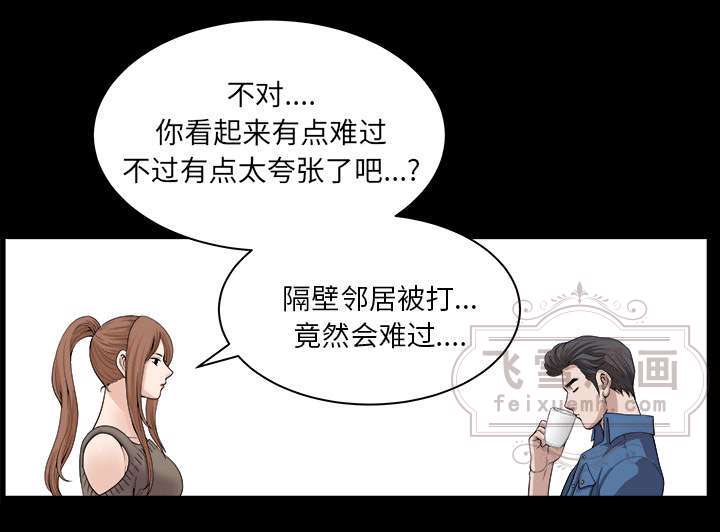 不对....
你看起来有点难过
不过有点太夸张了吧...?
隔壁邻居被打...
竟然会难过....
飞雪 画
feixuemh.com